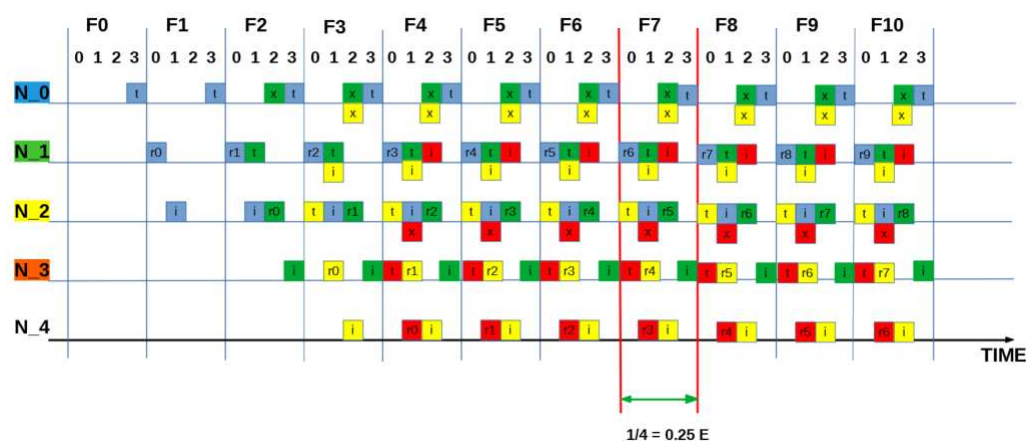 F0 F1 F2 F3 F4 F5 F6 F7 F8 F9 F10
0 1 2 3 0 1 2 3 0 1 2 3 0 1 2 3 0 1 2 3 0 1 2 3 0 1 2 3 0 1 2 3 0 1 2 3 0 1 2 3 0 1 2 3
N_0 t t x t x t x t x t x t x t x t x t x t
x x x x x x x x
N_1 r0 r1 t r2 t r3 t i r4 t i r5 t i r6 t i r7 t i r8 t i r9 t i
i i i i i i i i
N_2 i i r0 t i r1 t i r2 t i r3 t i r4 t i r5 t i r6 t i r7 t i r8
x x x x x x x
N_3 i r0 i t r1 i t r2 i t r3 i t r4 i t r5 i t r6 i t r7 i
N_4 i r0 i r1 i r2 i r3 i r4 i r5 i r6 i
TIME
1/4 = 0.25 E